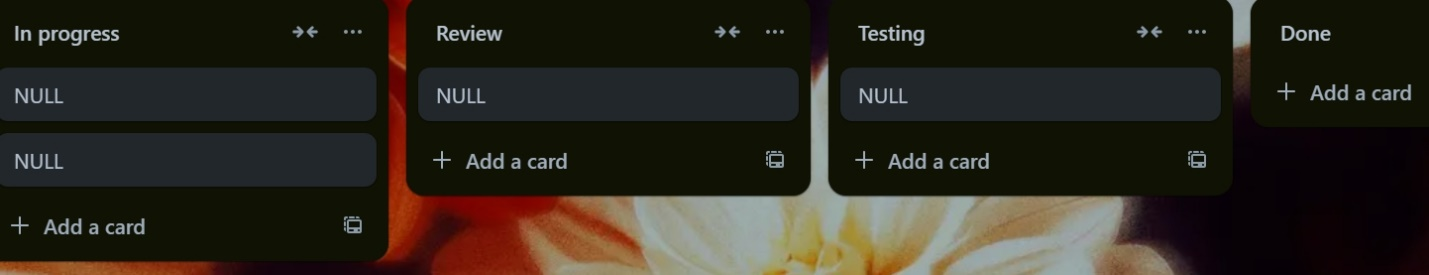 In progress
NULL
NULL
+ Add a card
Review
NULL
+ Add a card
Testing
NULL
+ Add a card
Done
+ Add a card